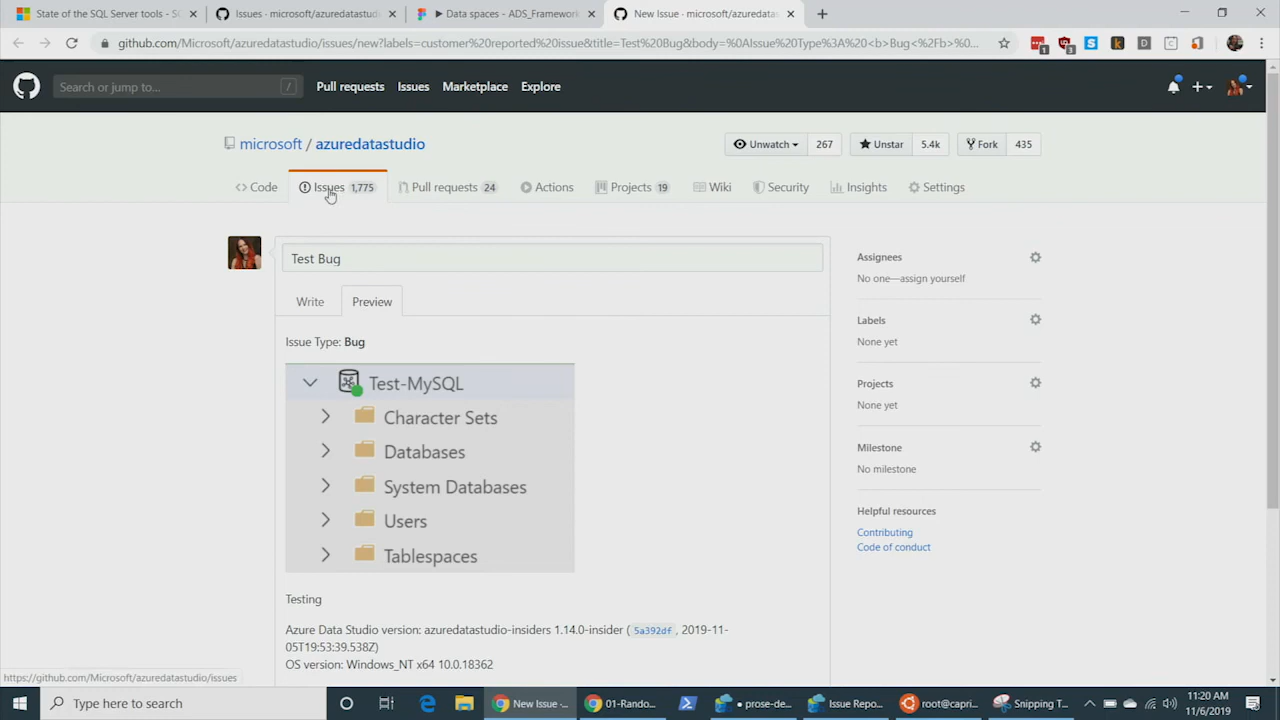 State of the SQL Server tools - S
Issues · microsoft/azuredatastudio
Data spaces - ADS_Framework
New Issue · microsoft/azuredatas
github.com/Microsoft/azuredatastudio/issues/new?labels=customer%20reported%20issue&title=Test%20Bug&body=%0AIssue%20Type%3A%20<b>Bug<%2Fb>%0...
1
3
Search or jump to...
/
Pull requests
Issues
Marketplace
Explore
microsoft / azuredatastudio
Unwatch
267
Unstar
5.4k
Fork
435
<> Code
Issues 1,775
Pull requests 24
Actions
Projects 19
Wiki
Security
Insights
Settings
Test Bug
Write
Preview
Issue Type: Bug
Test-MySQL
Character Sets
Databases
System Databases
Users
Tablespaces
Testing
Azure Data Studio version: azuredatastudio-insiders 1.14.0-insider (5a392df, 2019-11-
05T19:53:39.538Z)
OS version: Windows_NT x64 10.0.18362
Assignees
No one—assign yourself
Labels
None yet
Projects
None yet
Milestone
No milestone
Helpful resources
Contributing
Code of conduct
https://github.com/Microsoft/azuredatastudio/issues
Type here to search
New Issue -...
01-Rando...
• prose-de...
Issue Repo...
root@capri...
Snipping T...
11:20 AM
11/6/2019